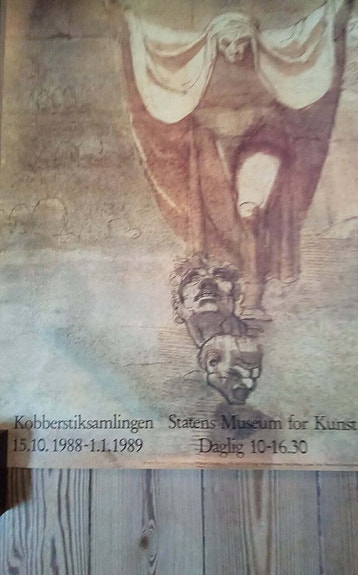 Kobberstiksamlingen Statens Museum for Kunst
15.10. 1988-1.1. 1989 Daglig 10-16.30